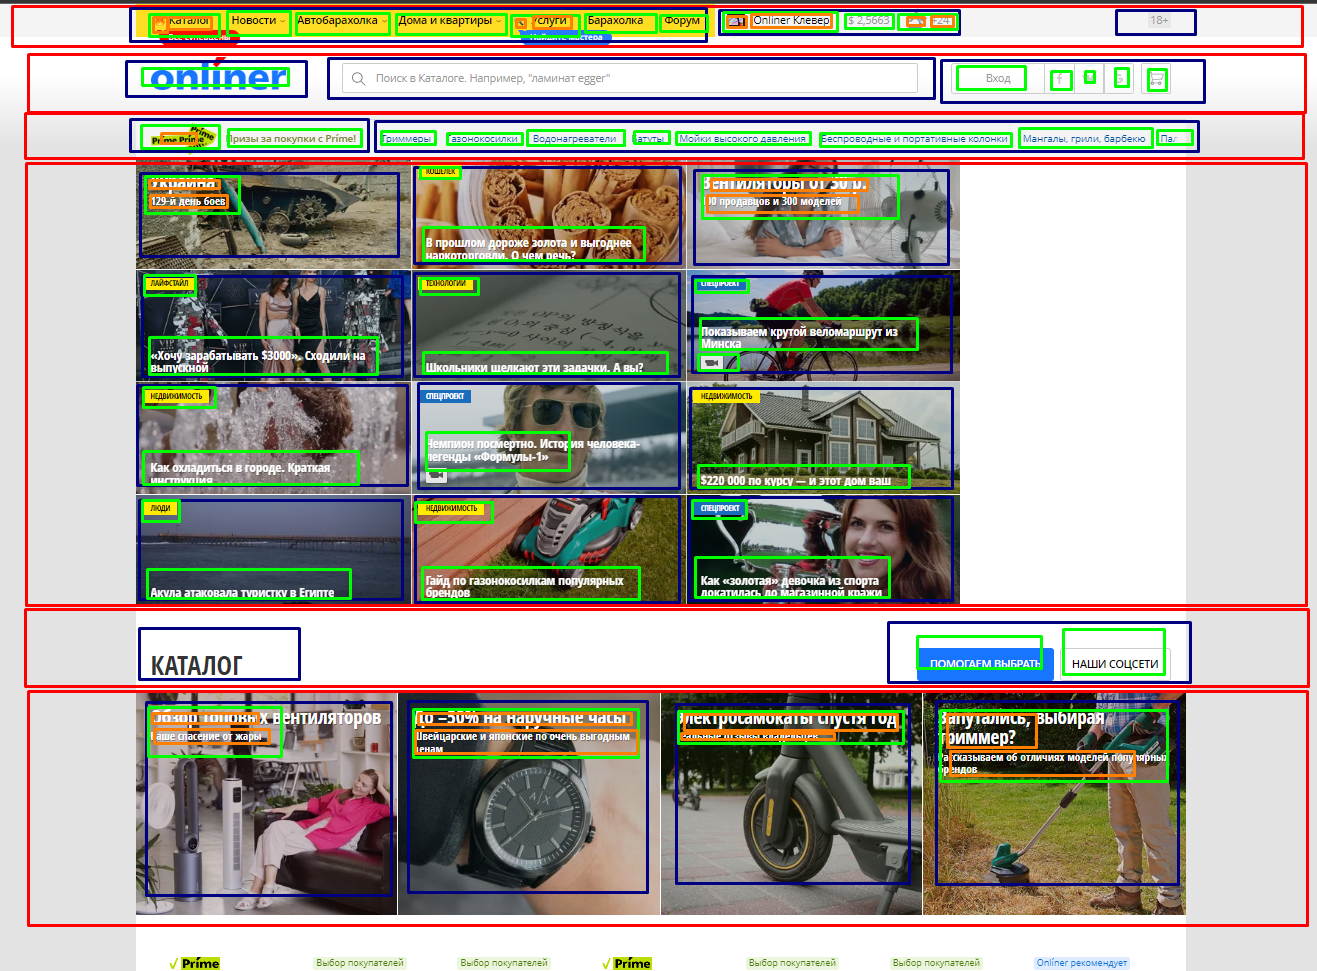 Каталог
Новости
Автобарахолка
Дома и квартиры
Услуги
Барахолка
Форум
Onliner Клевер
$ 2,5663
+24
18+
onlíner
Поиск в Каталоге. Например, "ламинат egger"
Вход
Prime
Призы за покупки с Príme!
Триммеры
Газонокосилки
Водонагреватели
Батуты
Мойки высокого давления
Беспроводные и портативные колонки
Мангалы, грили, барбекю
Украина
129-й день боев
КОШЕЛЕК
В прошлом дороже золота и выгоднее
наркоторговли. О чем речь?
Вентиляторы от 30 р.
продавцов и 300 моделей
ЛАЙФСТАЙЛ
«Хочу зарабатывать $3000». Сходили на
выпускной
ТЕХНОЛОГИИ
Школьники щелкают эти задачки. А вы?
СПЕЦПРОЕКТ
Показываем крутой веломаршрут из
Минска
НЕДВИЖИМОСТЬ
Как охладиться в городе. Краткая
инструкция
СПЕЦПРОЕКТ
Чемпион посмертно. История человека-
легенды «Формулы-1»
НЕДВИЖИМОСТЬ
$220 000 по курсу — и этот дом ваш
ЛЮДИ
Акула атаковала туристку в Египте
НЕДВИЖИМОСТЬ
Гайд по газонокосилкам популярных
брендов
СПЕЦПРОЕКТ
Как «золотая» девочка из спорта
докатилась до магазинной кражи
КАТАЛОГ
ПОМОГАЕМ ВЫБРАТЬ
НАШИ СОЦСЕТИ
Обзор топовых вентиляторов
Ваше спасение от жары
До −50% на наручные часы
Швейцарские и японские по очень выгодным
ценам
Электросамокаты спустя год
Реальные отзывы владельцев
Запутались, выбирая
триммер?
Рассказываем об отличиях моделей популярных
брендов
Príme
Выбор покупателей
Выбор покупателей
Príme
Выбор покупателей
Выбор покупателей
Onlíner рекомендует